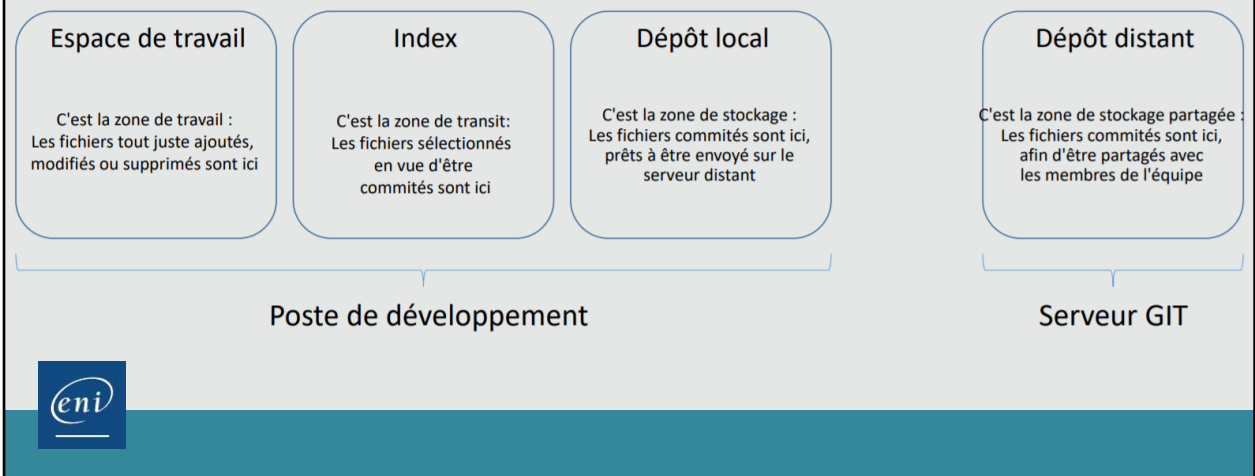 Espace de travail
C'est la zone de travail :
Les fichiers tout juste ajoutés,
modifiés ou supprimés sont ici
Index
C'est la zone de transit:
Les fichiers sélectionnés
en vue d'être
commités sont ici
Dépôt local
C'est la zone de stockage :
Les fichiers commités sont ici,
prêts à être envoyé sur le
serveur distant
Dépôt distant
C'est la zone de stockage partagée :
Les fichiers commités sont ici,
afin d'être partagés avec
les membres de l'équipe
Poste de développement
Serveur GIT
eni